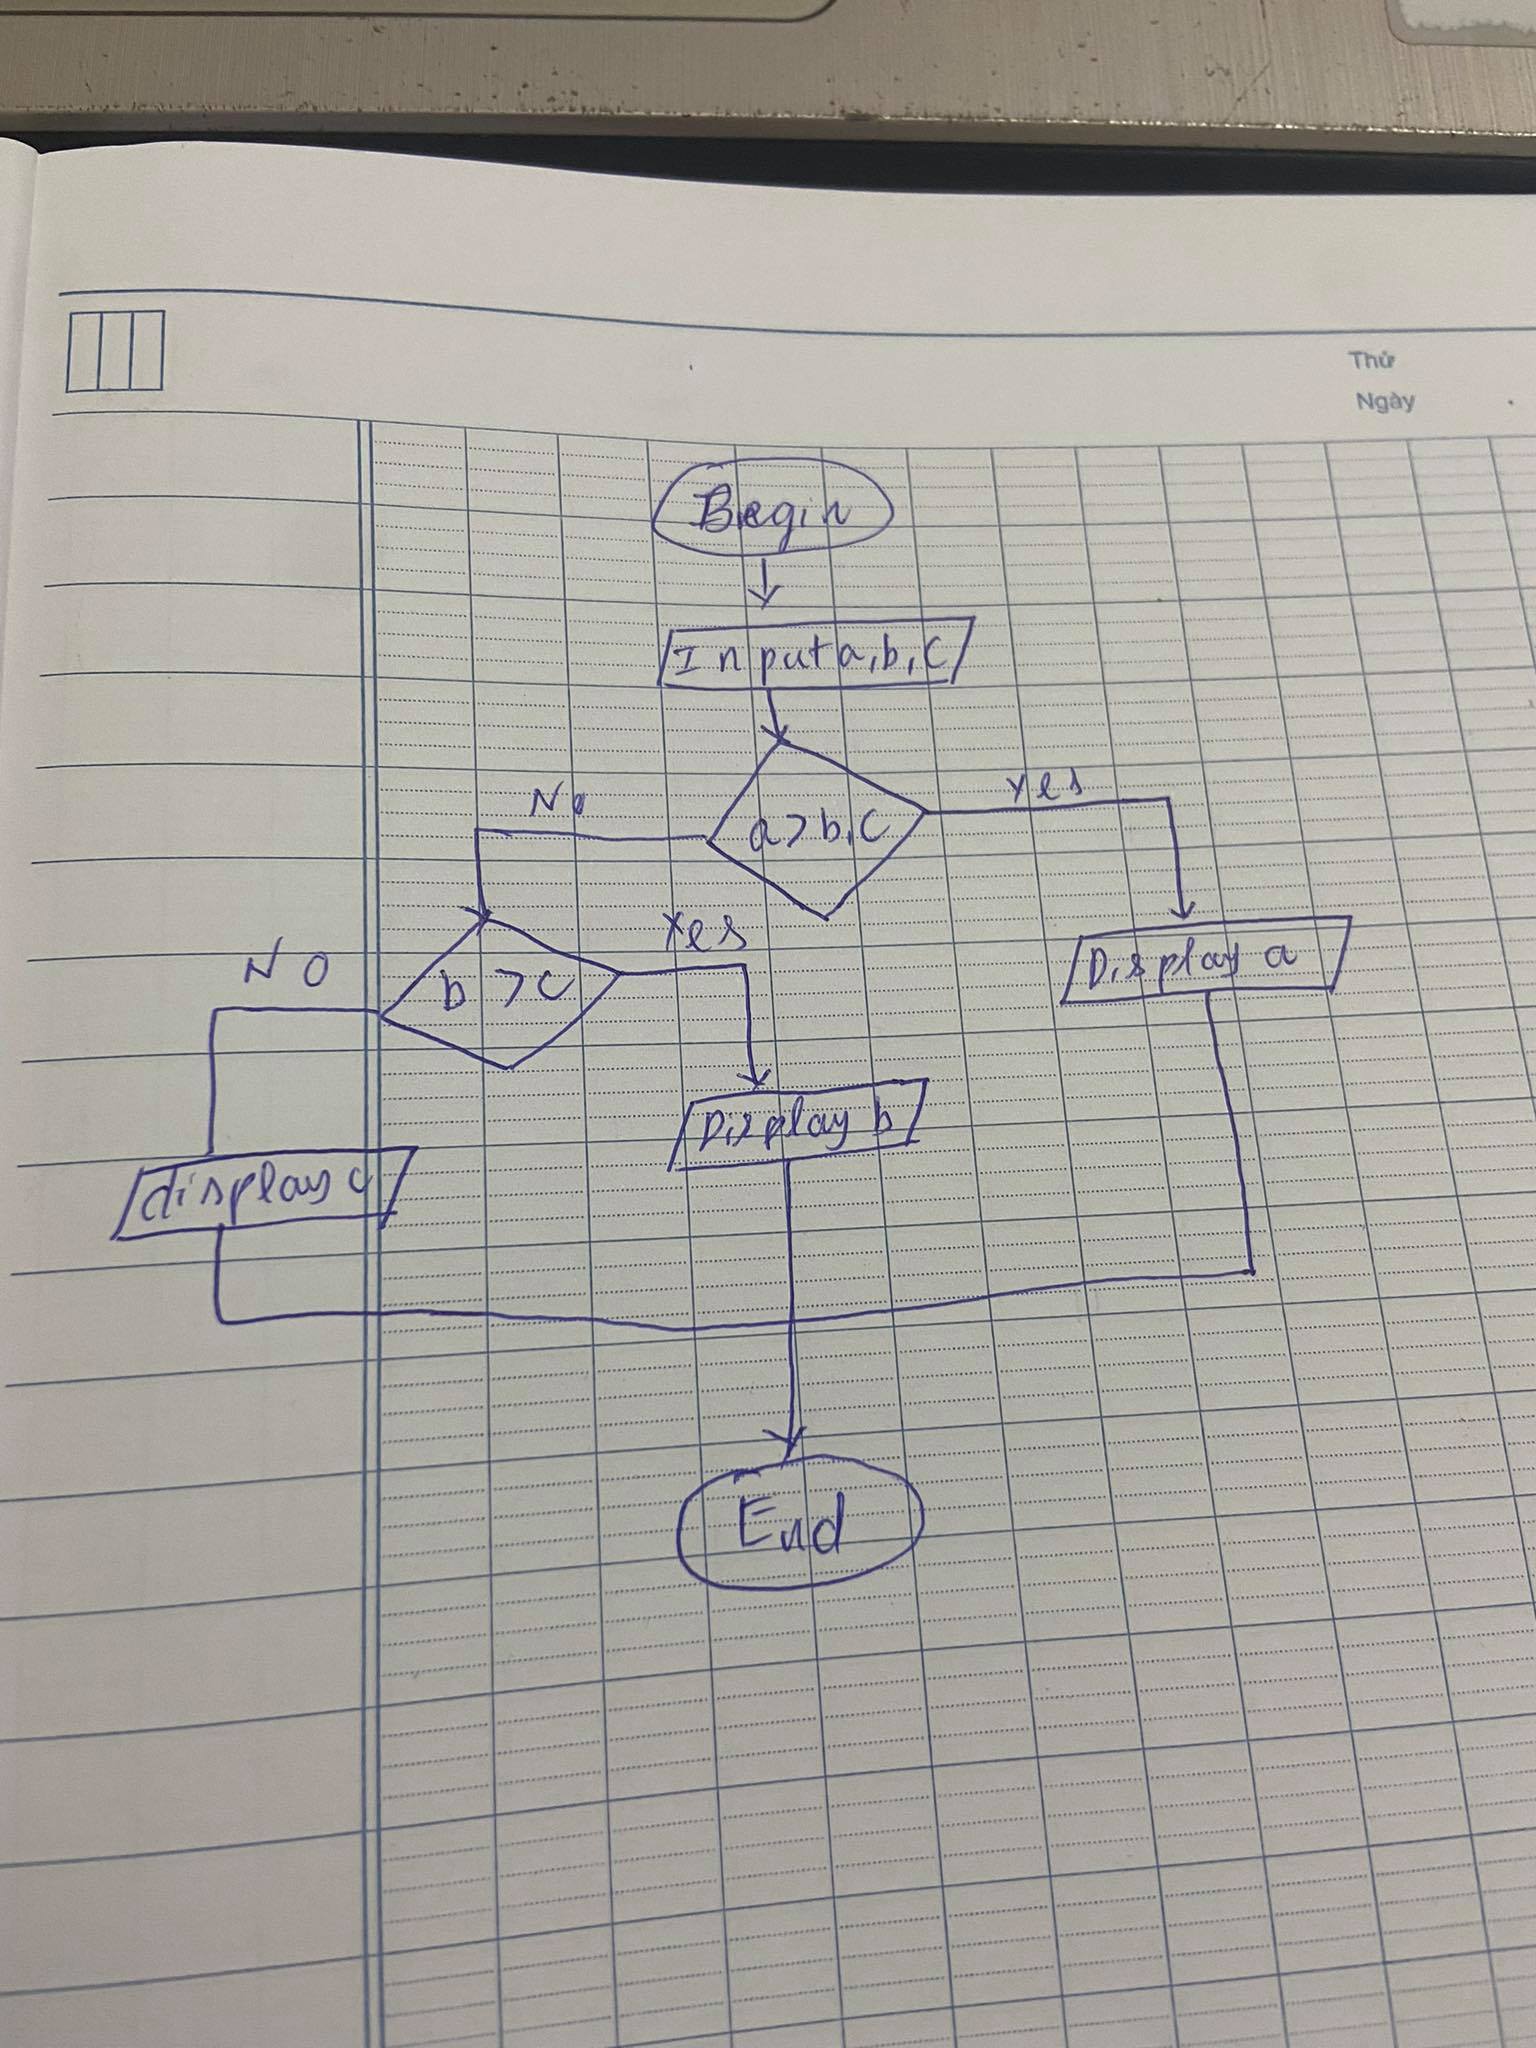 Thứ
Ngày
Begin
Input a, b, c
a > b, c
No
Yes
b > c
Yes
NO
Display a
Display b
display c
End